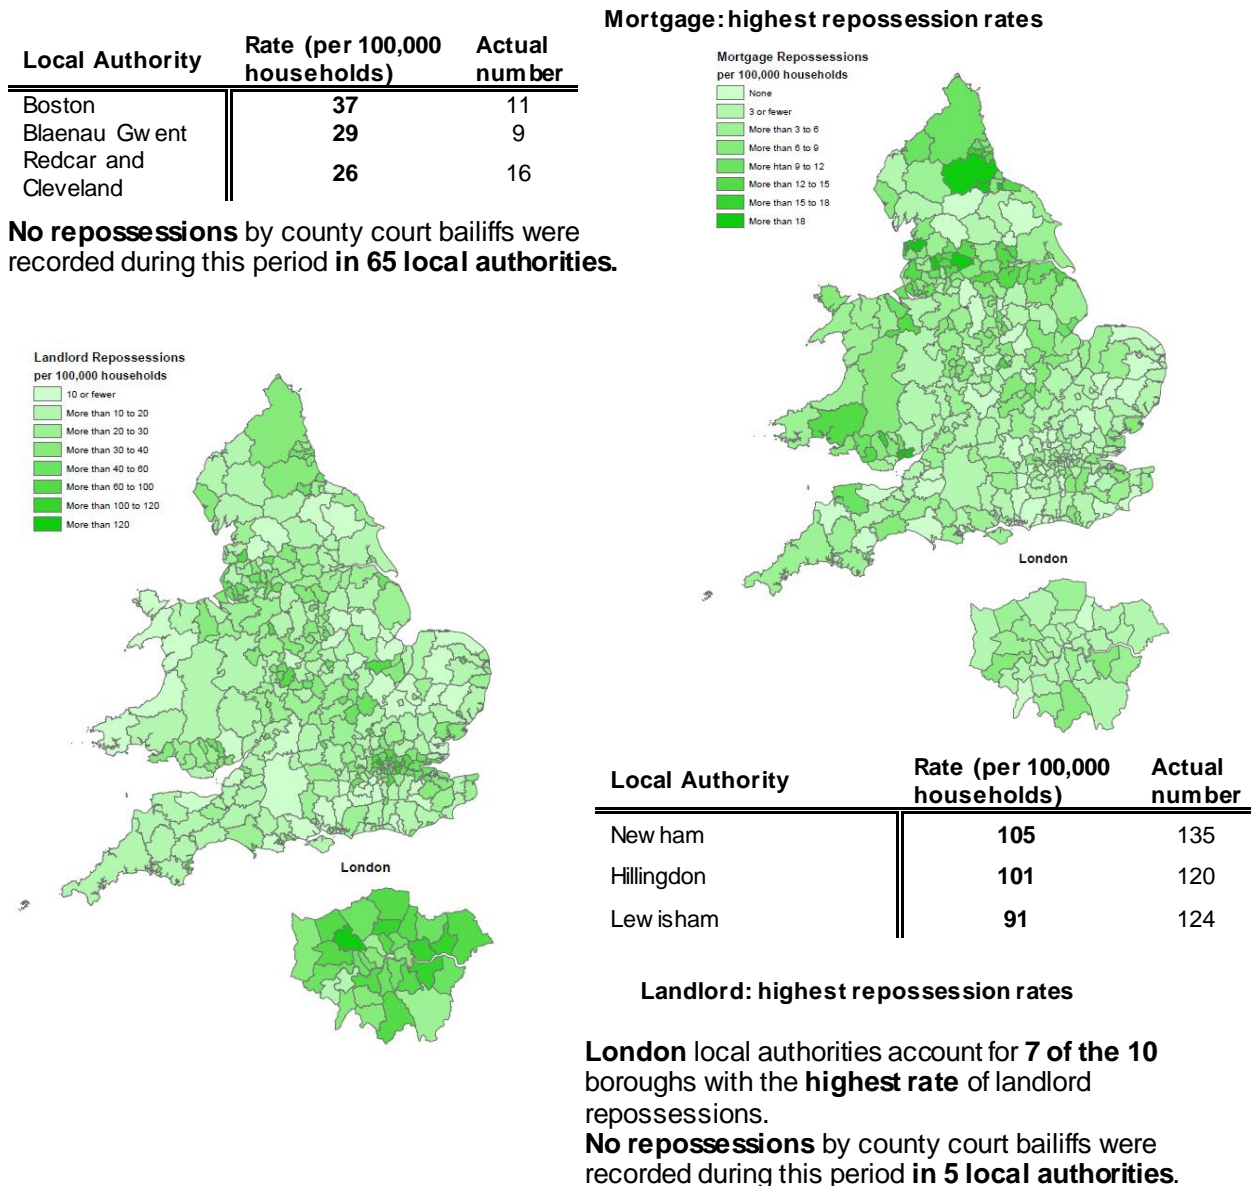 Mortgage: highest repossession rates
Local Authority
Rate (per 100,000 households)
Actual number
Boston 37 11
Blaenau Gwent 29 9
Redcar and Cleveland 26 16
No repossessions by county court bailiffs were
recorded during this period in 65 local authorities.
Mortgage Repossessions
per 100,000 households
None
3 or fewer
More than 3 to 6
More than 6 to 9
More htan 9 to 12
More than 12 to 15
More than 15 to 18
More than 18
London
Landlord Repossessions
per 100,000 households
10 or fewer
More than 10 to 20
More than 20 to 30
More than 30 to 40
More than 40 to 60
More than 60 to 100
More than 100 to 120
More than 120
London
Local Authority
Rate (per 100,000 households)
Actual number
Newham 105 135
Hillingdon 101 120
Lewisham 91 124
Landlord: highest repossession rates
London local authorities account for 7 of the 10
boroughs with the highest rate of landlord
repossessions.
No repossessions by county court bailiffs were
recorded during this period in 5 local authorities.